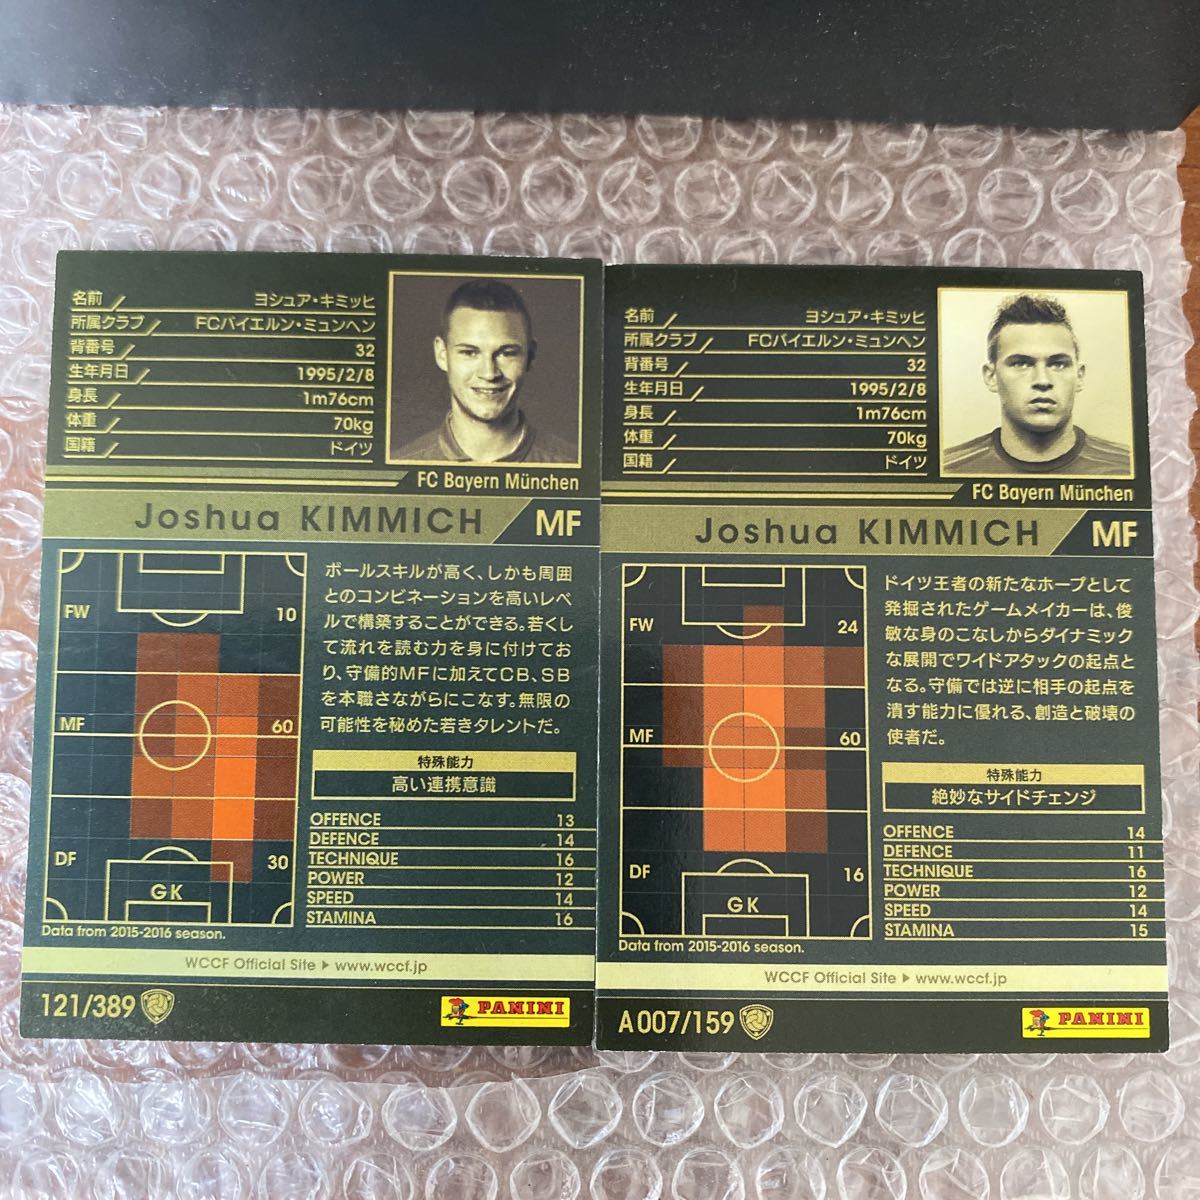 名前 ヨシュア・キミッヒ
所属クラブ FCバイエルン・ミュンヘン
背番号 32
生年月日 1995/2/8
身長 1m76cm
体重 70kg
国籍 ドイツ
FC Bayern München
Joshua KIMMICH MF
FW 10
MF 60
DF 30
GK
Data from 2015-2016 season.
ボールスキルが高く、しかも周囲
とのコンビネーションを高いレベ
ルで構築することができる。若くし
て流れを読む力を身に付けてお
り、守備的MFに加えてCB、SB
を本職さながらにこなす。無限の
可能性を秘めた若きタレントだ。
特殊能力
高い連携意識
OFFENCE 13
DEFENCE 14
TECHNIQUE 16
POWER 12
SPEED 14
STAMINA 16
WCCF Official Site ▶ www.wccf.jp
121/389
PANINI
名前 ヨシュア・キミッヒ
所属クラブ FCバイエルン・ミュンヘン
背番号 32
生年月日 1995/2/8
身長 1m76cm
体重 70kg
国籍 ドイツ
FC Bayern München
Joshua KIMMICH MF
FW 24
MF 60
DF 16
GK
Data from 2015-2016 season.
ドイツ王者の新たなホープとして
発掘されたゲームメイカーは、俊
敏な身のこなしからダイナミック
な展開でワイドアタックの起点と
なる。守備では逆に相手の起点を
潰す能力に優れる、創造と破壊の
使者だ。
特殊能力
絶妙なサイドチェンジ
OFFENCE 14
DEFENCE 11
TECHNIQUE 16
POWER 12
SPEED 14
STAMINA 15
WCCF Official Site ▶ www.wccf.jp
A007/159
PANINI